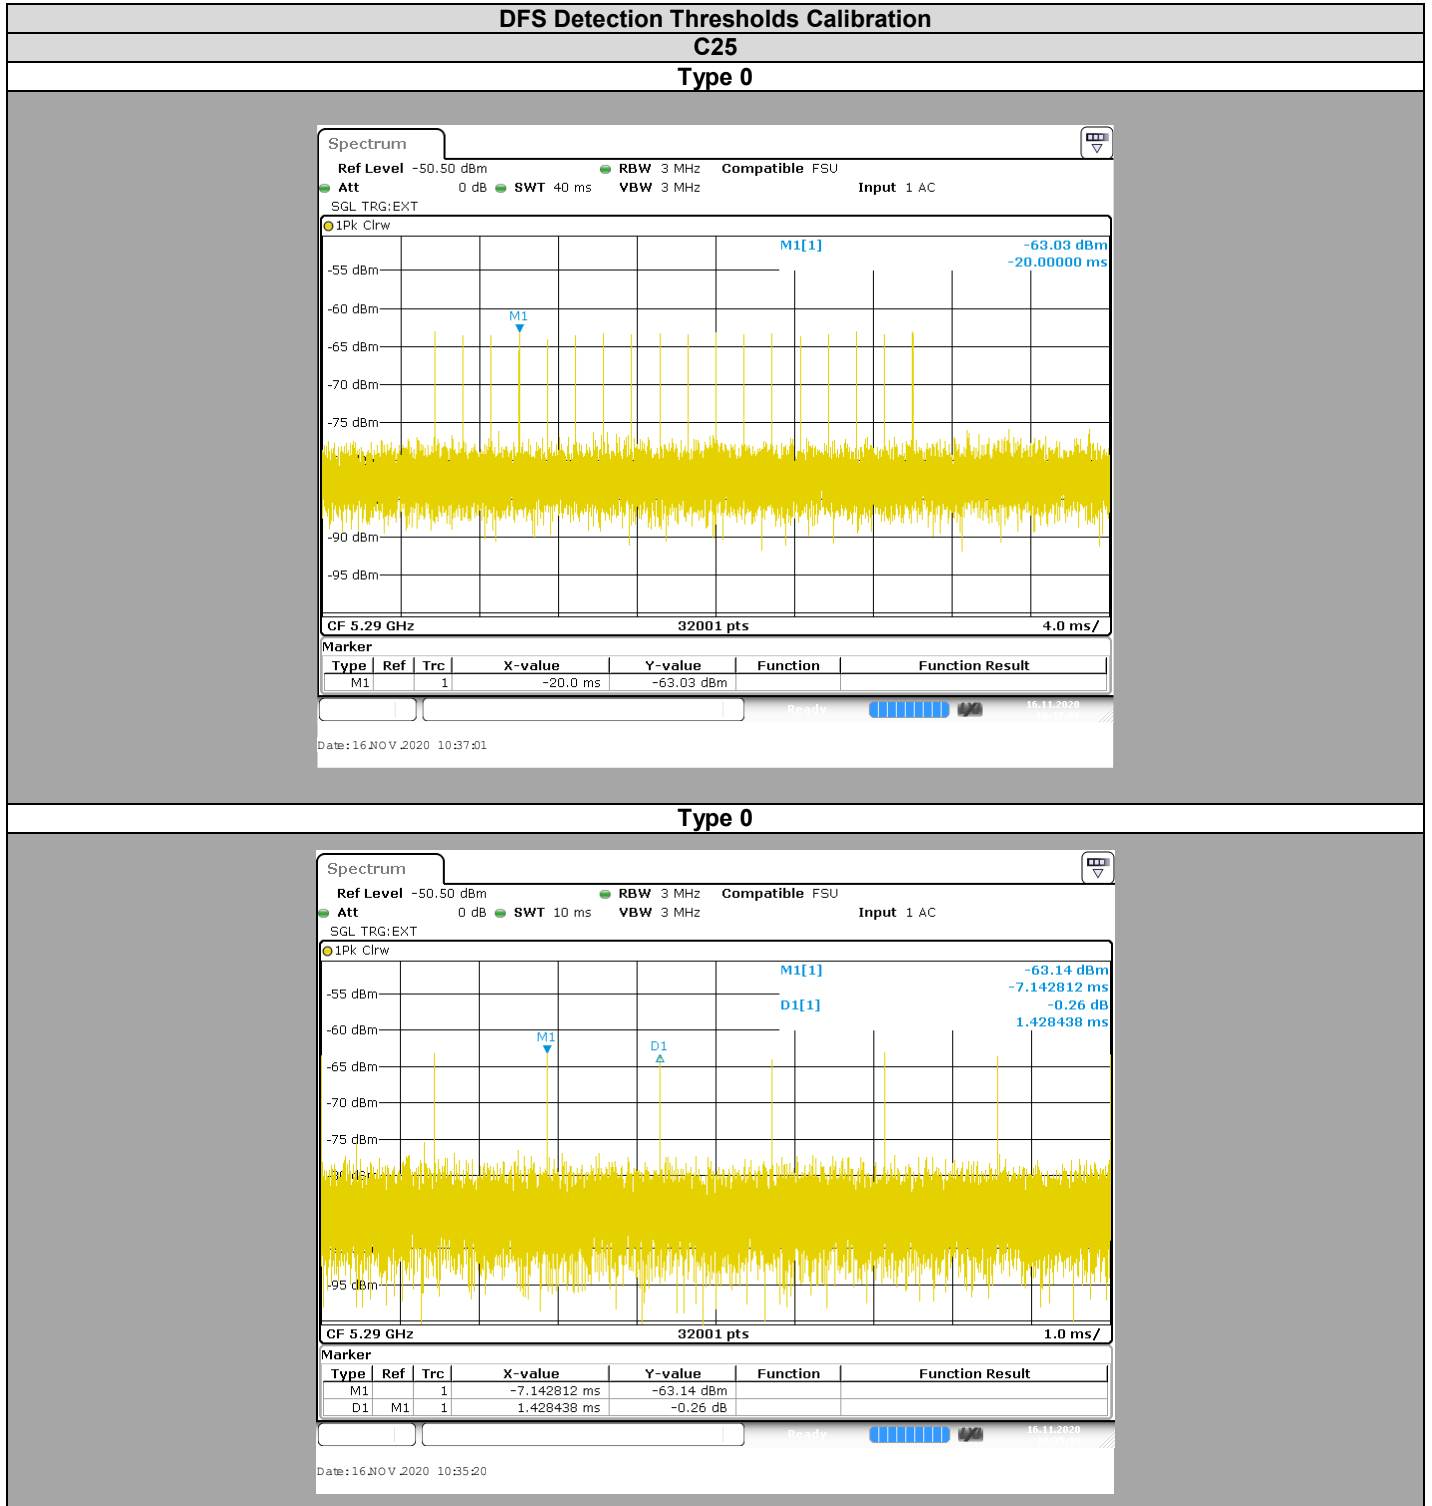 DFS Detection Thresholds Calibration
C25
Type 0
Spectrum
Ref Level -50.50 dBm RBW 3 MHz Compatible FSU
Att 0 dB SWT 40 ms VBW 3 MHz Input 1 AC
SGL TRG:EXT
1Pk Clrw
M1[1] -63.03 dBm
-20.00000 ms
-55 dBm
-60 dBm
M1
-65 dBm
-70 dBm
-75 dBm
-90 dBm
-95 dBm
CF 5.29 GHz 32001 pts 4.0 ms/
Marker
Type Ref Trc X-value Y-value Function Function Result
M1 1 -20.0 ms -63.03 dBm
Ready 16.11.2020
Date: 16.NOV.2020 10:37:01
Type 0
Spectrum
Ref Level -50.50 dBm RBW 3 MHz Compatible FSU
Att 0 dB SWT 10 ms VBW 3 MHz Input 1 AC
SGL TRG:EXT
1Pk Clrw
M1[1] -63.14 dBm
-7.142812 ms
-55 dBm
D1[1] -0.26 dB
1.428438 ms
-60 dBm
M1
D1
-65 dBm
-70 dBm
-75 dBm
-95 dBm
CF 5.29 GHz 32001 pts 1.0 ms/
Marker
Type Ref Trc X-value Y-value Function Function Result
M1 1 -7.142812 ms -63.14 dBm
D1 M1 1 1.428438 ms -0.26 dB
Ready 16.11.2020
Date: 16.NOV.2020 10:35:20